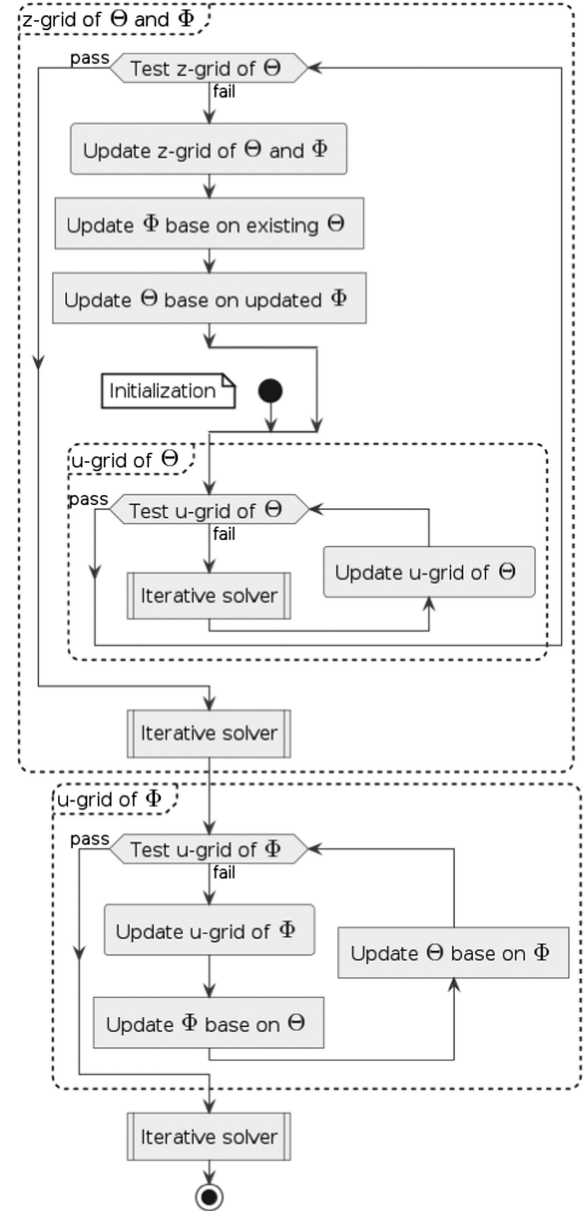 z-grid of Θ and Φ
pass
Test z-grid of Θ
fail
Update z-grid of Θ and Φ
Update Φ base on existing Θ
Update Θ base on updated Φ
Initialization
u-grid of Θ
pass
Test u-grid of Θ
fail
Update u-grid of Θ
Iterative solver
Iterative solver
u-grid of Φ
pass
Test u-grid of Φ
fail
Update u-grid of Φ
Update Θ base on Φ
Update Φ base on Θ
Iterative solver